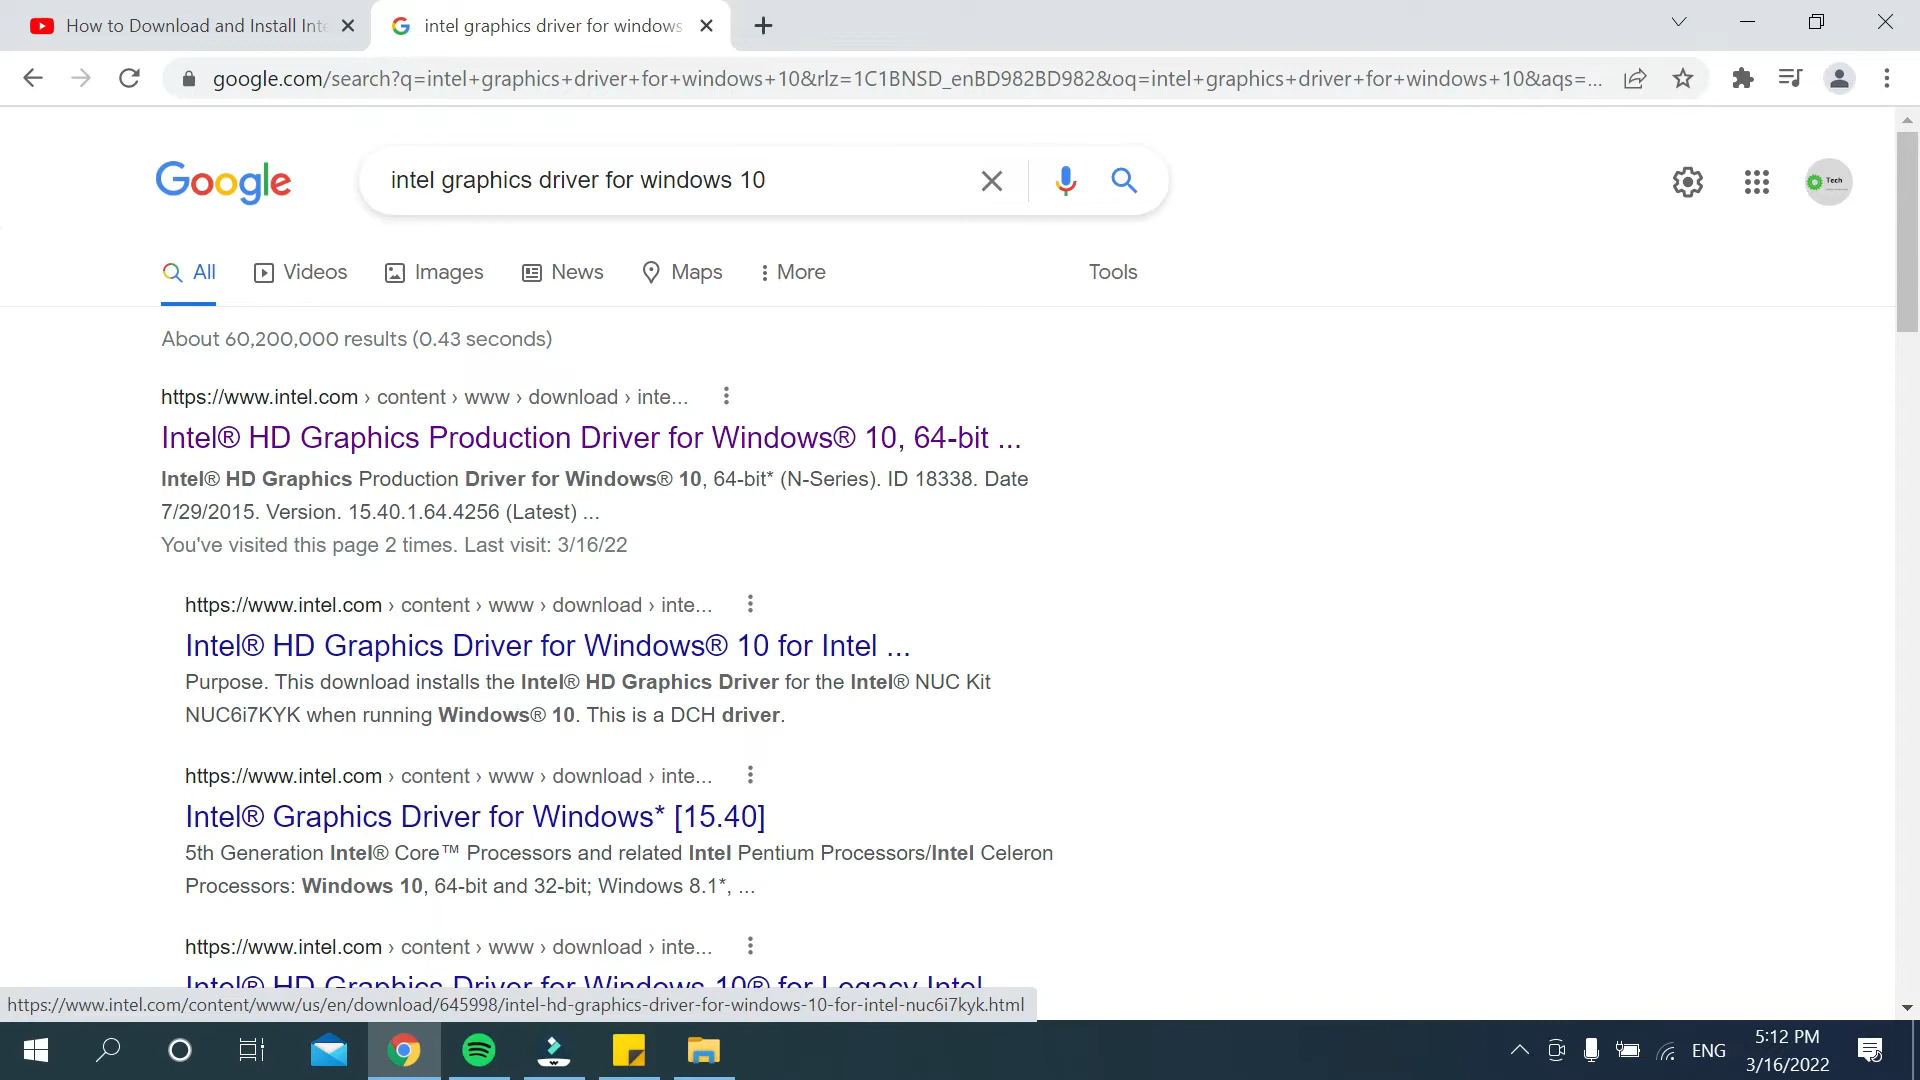 How to Download and Install Inte
intel graphics driver for windows
google.com/search?q=intel+graphics+driver+for+windows+10&rlz=1C1BNSD_enBD982BD982&oq=intel+graphics+driver+for+windows+10&aqs=...
Google
intel graphics driver for windows 10
Tech
All
Videos
Images
News
Maps
More
Tools
About 60,200,000 results (0.43 seconds)
https://www.intel.com › content › www › download › inte...
Intel® HD Graphics Production Driver for Windows® 10, 64-bit ...
Intel® HD Graphics Production Driver for Windows® 10, 64-bit* (N-Series). ID 18338. Date
7/29/2015. Version. 15.40.1.64.4256 (Latest) ...
You've visited this page 2 times. Last visit: 3/16/22
https://www.intel.com › content › www › download › inte...
Intel® HD Graphics Driver for Windows® 10 for Intel ...
Purpose. This download installs the Intel® HD Graphics Driver for the Intel® NUC Kit
NUC6i7KYK when running Windows® 10. This is a DCH driver.
https://www.intel.com › content › www › download › inte...
Intel® Graphics Driver for Windows* [15.40]
5th Generation Intel® Core™ Processors and related Intel Pentium Processors/Intel Celeron
Processors: Windows 10, 64-bit and 32-bit; Windows 8.1*, ...
https://www.intel.com › content › www › download › inte...
Intel® HD Graphics Driver for Windows 10® for Legacy Intel
https://www.intel.com/content/www/us/en/download/645998/intel-hd-graphics-driver-for-windows-10-for-intel-nuc6i7kyk.html
ENG
5:12 PM
3/16/2022